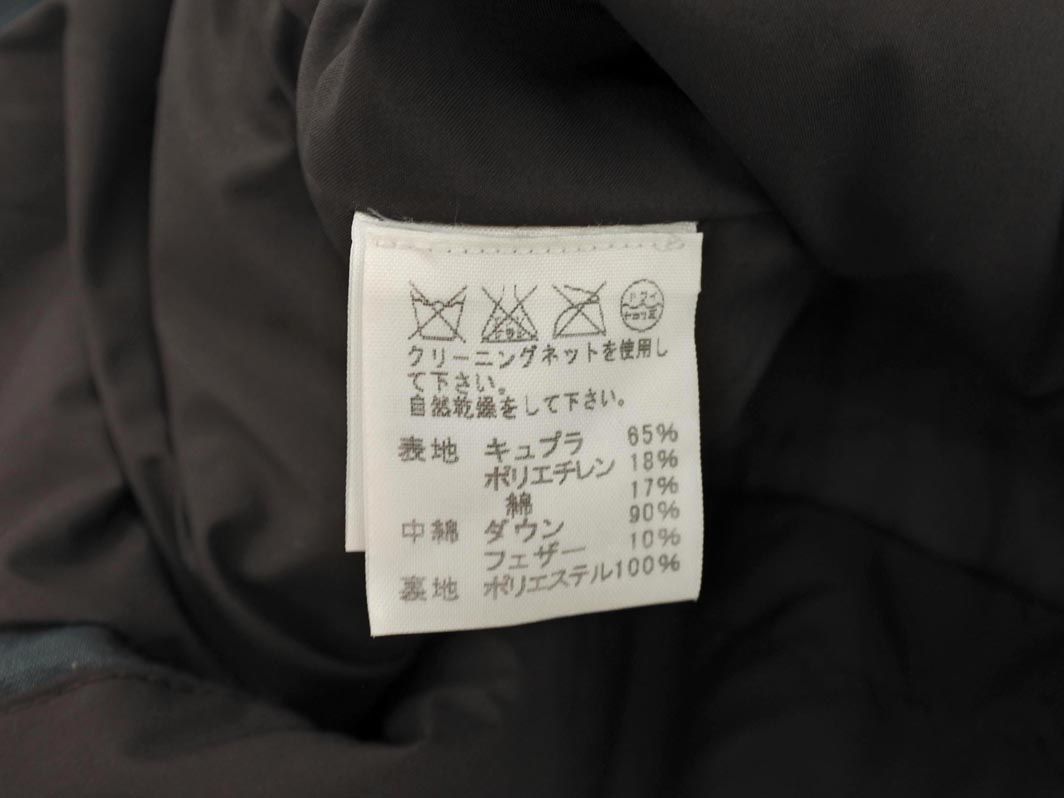 クリーニングネットを使用し
て下さい。
自然乾燥をして下さい。
表地 キュプラ 65%
ポリエチレン 18%
綿 17%
中綿 ダウン 90%
フェザー 10%
裏地 ポリエステル100%